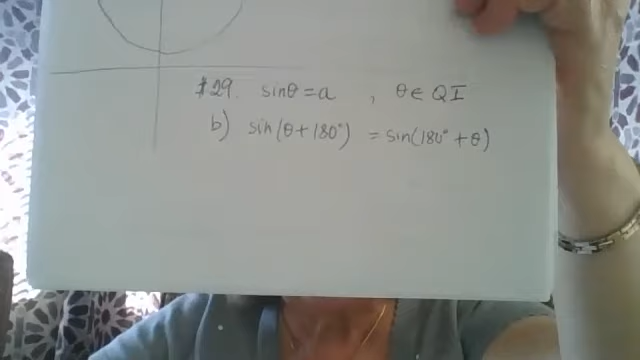 #29. sinθ = a , θ ∈ QI
b) sin(θ+180°) = sin(180° + θ)